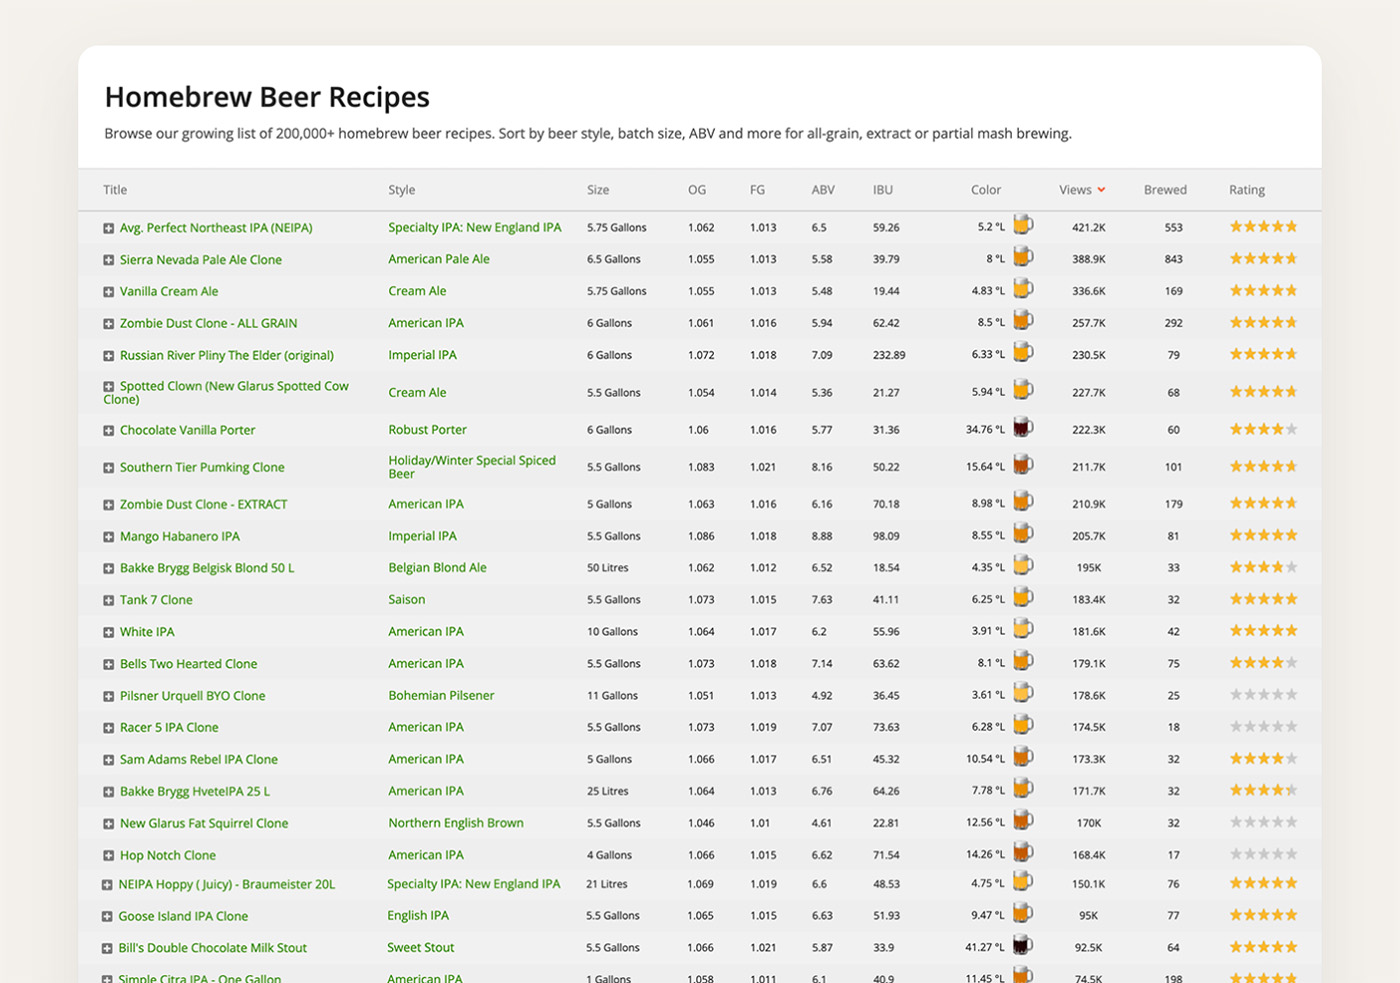 Homebrew Beer Recipes
Browse our growing list of 200,000+ homebrew beer recipes. Sort by beer style, batch size, ABV and more for all-grain, extract or partial mash brewing.
Title Style Size OG FG ABV IBU Color Views Brewed Rating
Avg. Perfect Northeast IPA (NEIPA) Specialty IPA: New England IPA 5.75 Gallons 1.062 1.013 6.5 59.26 5.2 °L 421.2K 553
Sierra Nevada Pale Ale Clone American Pale Ale 6.5 Gallons 1.055 1.013 5.58 39.79 8 °L 388.9K 843
Vanilla Cream Ale Cream Ale 5.75 Gallons 1.055 1.013 5.48 19.44 4.83 °L 336.6K 169
Zombie Dust Clone - ALL GRAIN American IPA 6 Gallons 1.061 1.016 5.94 62.42 8.5 °L 257.7K 292
Russian River Pliny The Elder (original) Imperial IPA 6 Gallons 1.072 1.018 7.09 232.89 6.33 °L 230.5K 79
Spotted Clown (New Glarus Spotted Cow
Clone) Cream Ale 5.5 Gallons 1.054 1.014 5.36 21.27 5.94 °L 227.7K 68
Chocolate Vanilla Porter Robust Porter 6 Gallons 1.06 1.016 5.77 31.36 34.76 °L 222.3K 60
Southern Tier Pumking Clone Holiday/Winter Special Spiced
Beer 5.5 Gallons 1.083 1.021 8.16 50.22 15.64 °L 211.7K 101
Zombie Dust Clone - EXTRACT American IPA 5 Gallons 1.063 1.016 6.16 70.18 8.98 °L 210.9K 179
Mango Habanero IPA Imperial IPA 5.5 Gallons 1.086 1.018 8.88 98.09 8.55 °L 205.7K 81
Bakke Brygg Belgisk Blond 50 L Belgian Blond Ale 50 Litres 1.062 1.012 6.52 18.54 4.35 °L 195K 33
Tank 7 Clone Saison 5.5 Gallons 1.073 1.015 7.63 41.11 6.25 °L 183.4K 32
White IPA American IPA 10 Gallons 1.064 1.017 6.2 55.96 3.91 °L 181.6K 42
Bells Two Hearted Clone American IPA 5.5 Gallons 1.073 1.018 7.14 63.62 8.1 °L 179.1K 75
Pilsner Urquell BYO Clone Bohemian Pilsener 11 Gallons 1.051 1.013 4.92 36.45 3.61 °L 178.6K 25
Racer 5 IPA Clone American IPA 5.5 Gallons 1.073 1.019 7.07 73.63 6.28 °L 174.5K 18
Sam Adams Rebel IPA Clone American IPA 5 Gallons 1.066 1.017 6.51 45.32 10.54 °L 173.3K 32
Bakke Brygg HveteIPA 25 L American IPA 25 Litres 1.064 1.013 6.76 64.26 7.78 °L 171.7K 32
New Glarus Fat Squirrel Clone Northern English Brown 5.5 Gallons 1.046 1.01 4.61 22.81 12.56 °L 170K 32
Hop Notch Clone American IPA 4 Gallons 1.066 1.015 6.62 71.54 14.26 °L 168.4K 17
NEIPA Hoppy ( Juicy) - Braumeister 20L Specialty IPA: New England IPA 21 Litres 1.069 1.019 6.6 48.53 4.75 °L 150.1K 76
Goose Island IPA Clone English IPA 5.5 Gallons 1.065 1.015 6.63 51.93 9.47 °L 95K 77
Bill's Double Chocolate Milk Stout Sweet Stout 5.5 Gallons 1.066 1.021 5.87 33.9 41.27 °L 92.5K 64
Simple Citra IPA - One Gallon American IPA 1 Gallons 1.058 1.011 6.1 40.9 11.45 °L 74.5K 198